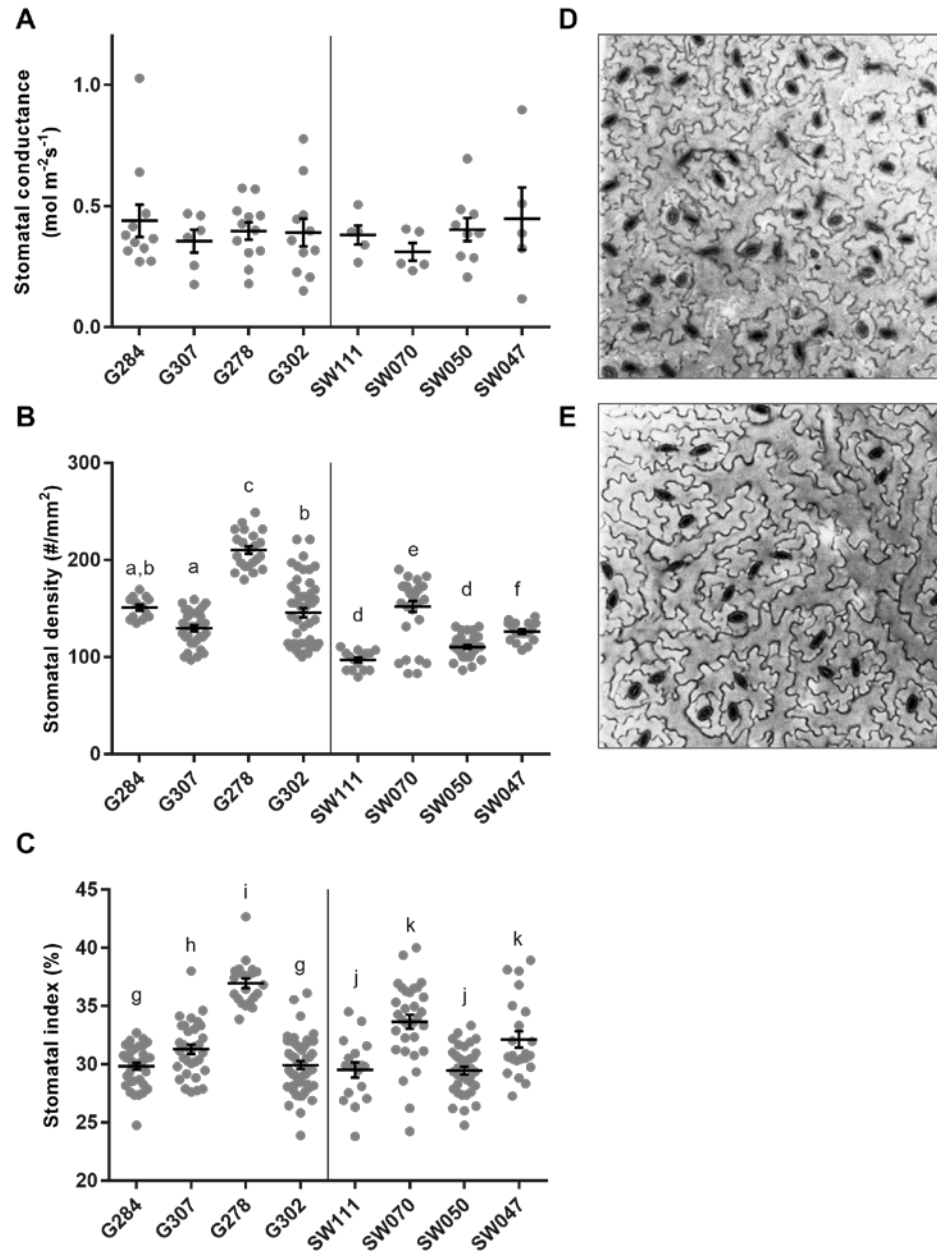 A
Stomatal conductance
(mol m⁻²s⁻¹)
1.0
0.5
0.0
G284
G307
G278
G302
SW111
SW070
SW050
SW047
B
Stomatal density (#/mm²)
300
200
100
0
a,b
a
c
b
d
e
d
f
G284
G307
G278
G302
SW111
SW070
SW050
SW047
C
Stomatal index (%)
45
40
35
30
25
20
g
h
i
g
j
k
j
k
G284
G307
G278
G302
SW111
SW070
SW050
SW047
D
E